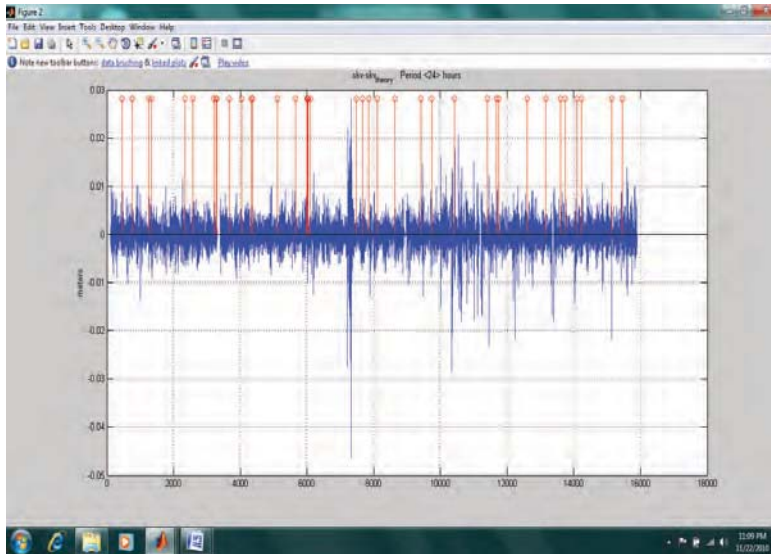 Figure 2
File Edit View Insert Tools Desktop Window Help
Note new toolbar buttons: data brushing & linked plots Play video
Period <24> hours
0.03
0.02
0.01
0
-0.01
-0.02
-0.03
-0.04
-0.05
meters
0 2000 4000 6000 8000 10000 12000 14000 16000 18000
11:09 PM
11/22/2010